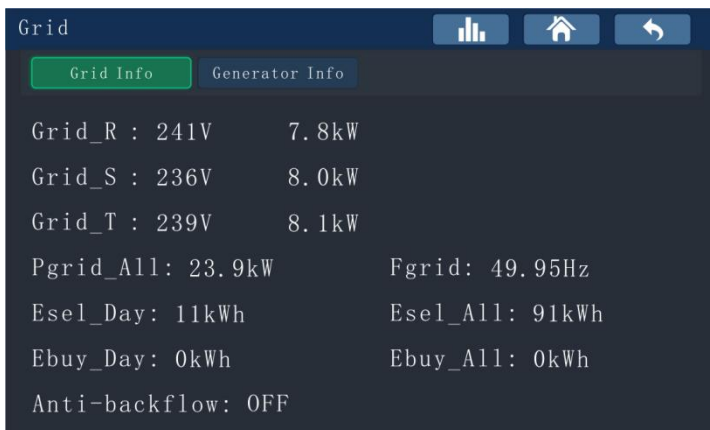 Grid
Grid Info Generator Info
Grid_R : 241V 7.8kW
Grid_S : 236V 8.0kW
Grid_T : 239V 8.1kW
Pgrid_All: 23.9kW Fgrid: 49.95Hz
Esel_Day: 11kWh Esel_All: 91kWh
Ebuy_Day: 0kWh Ebuy_All: 0kWh
Anti-backflow: OFF